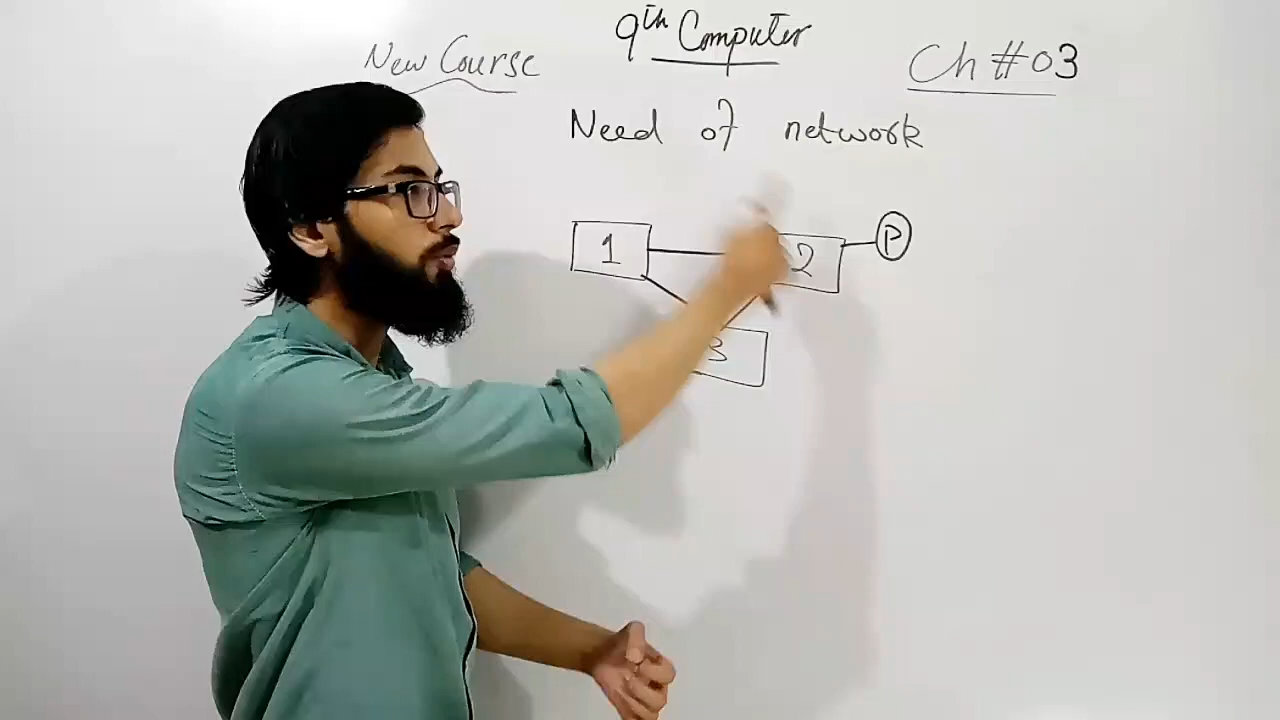 9th Computer
New Course
Ch #03
Need of network
1
2
P
3